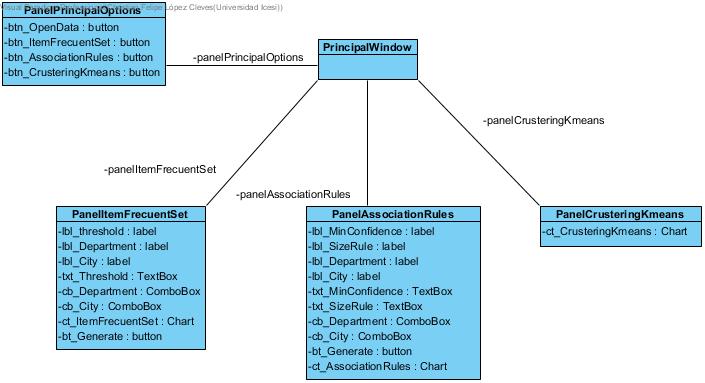 Felipe López Cleves(Universidad Icesi))
PanelPrincipalOptions
-btn_OpenData : button
-btn_ItemFrecuentSet : button
-btn_AssociationRules : button
-btn_CrusteringKmeans : button
-panelPrincipalOptions
PrincipalWindow
-panelCrusteringKmeans
-panelItemFrecuentSet
-panelAssociationRules
PanelItemFrecuentSet
-lbl_threshold : label
-lbl_Department : label
-lbl_City : label
-txt_Threshold : TextBox
-cb_Department : ComboBox
-cb_City : ComboBox
-ct_ItemFrecuentSet : Chart
-bt_Generate : button
PanelAssociationRules
-lbl_MinConfidence : label
-lbl_SizeRule : label
-lbl_Department : label
-lbl_City : label
-txt_MinConfidence : TextBox
-txt_SizeRule : TextBox
-cb_Department : ComboBox
-cb_City : ComboBox
-bt_Generate : button
-ct_AssociationRules : Chart
PanelCrusteringKmeans
-ct_CrusteringKmeans : Chart